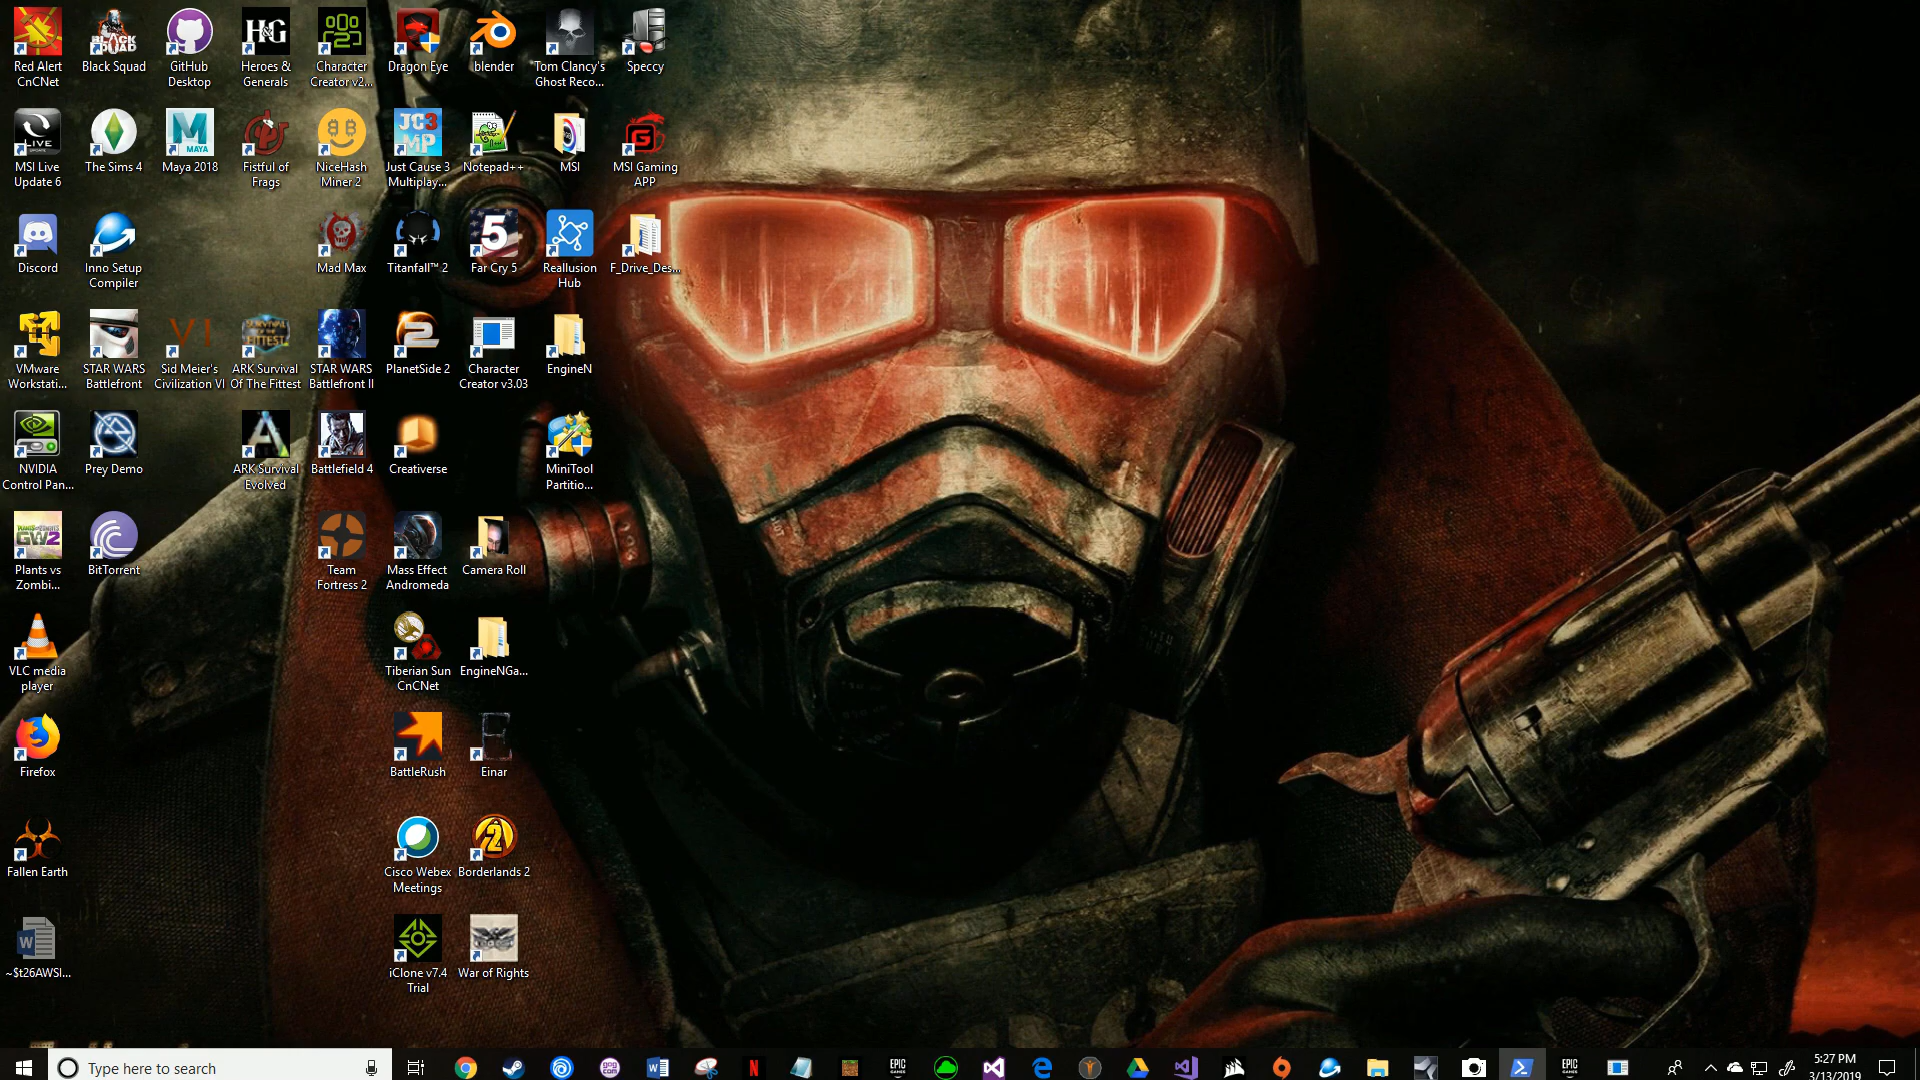 Red Alert
CnCNet
Black Squad
GitHub
Desktop
Heroes &
Generals
Character
Creator v2...
Dragon Eye
blender
Tom Clancy's
Ghost Reco...
Speccy
MSI Live
Update 6
The Sims 4
Maya 2018
Fistful of
Frags
NiceHash
Miner 2
Just Cause 3
Multiplay...
Notepad++
MSI
MSI Gaming
APP
Discord
Inno Setup
Compiler
Mad Max
Titanfall™ 2
Far Cry 5
Reallusion
Hub
F_Drive_Des...
VMware
Workstati...
STAR WARS
Battlefront
Sid Meier's
Civilization VI
ARK Survival
Of The Fittest
STAR WARS
Battlefront II
PlanetSide 2
Character
Creator v3.03
EngineN
NVIDIA
Control Pan...
Prey Demo
ARK Survival
Evolved
Battlefield 4
Creativerse
MiniTool
Partitio...
Plants vs
Zombi...
BitTorrent
Team
Fortress 2
Mass Effect
Andromeda
Camera Roll
VLC media
player
Tiberian Sun
CnCNet
EngineNGa...
Firefox
BattleRush
Einar
Fallen Earth
Cisco Webex
Meetings
Borderlands 2
~$t26AWSI...
iClone v7.4
Trial
War of Rights
Type here to search
5:27 PM
3/13/2019